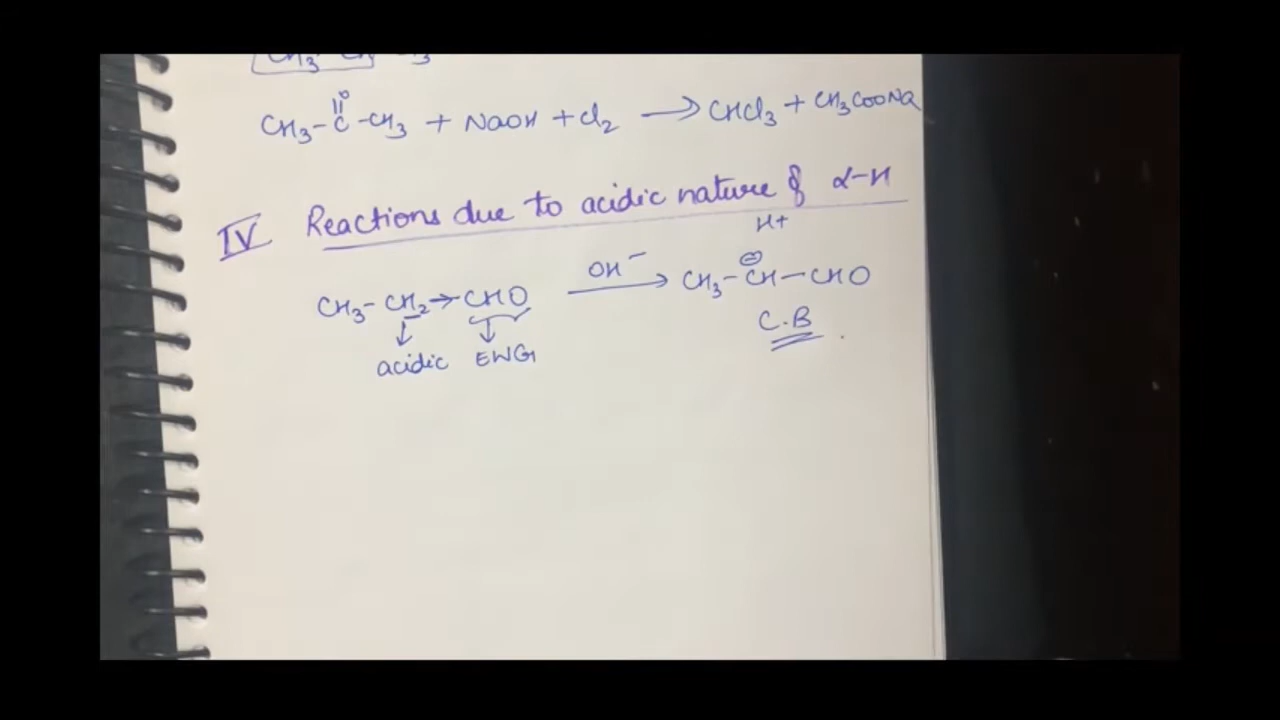 O
CH₃-C-CH₃ + NaOH + Cl₂ → CHCl₃ + CH₃COONa
IV Reactions due to acidic nature of α-H
H+
CH₃-CH₂→CHO OH⁻ → CH₃-CH-CHO
⊖
acidic EWG C.B